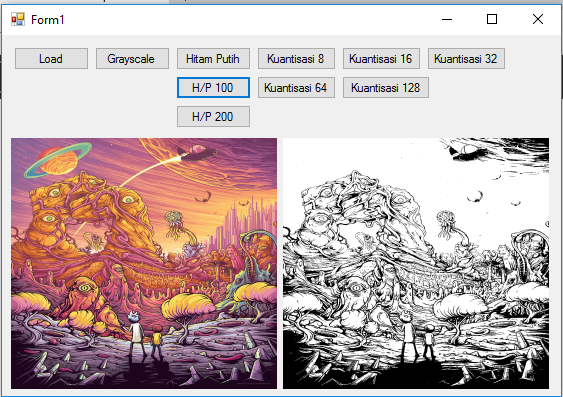 Form1
Load Grayscale Hitam Putih Kuantisasi 8 Kuantisasi 16 Kuantisasi 32
H/P 100 Kuantisasi 64 Kuantisasi 128
H/P 200